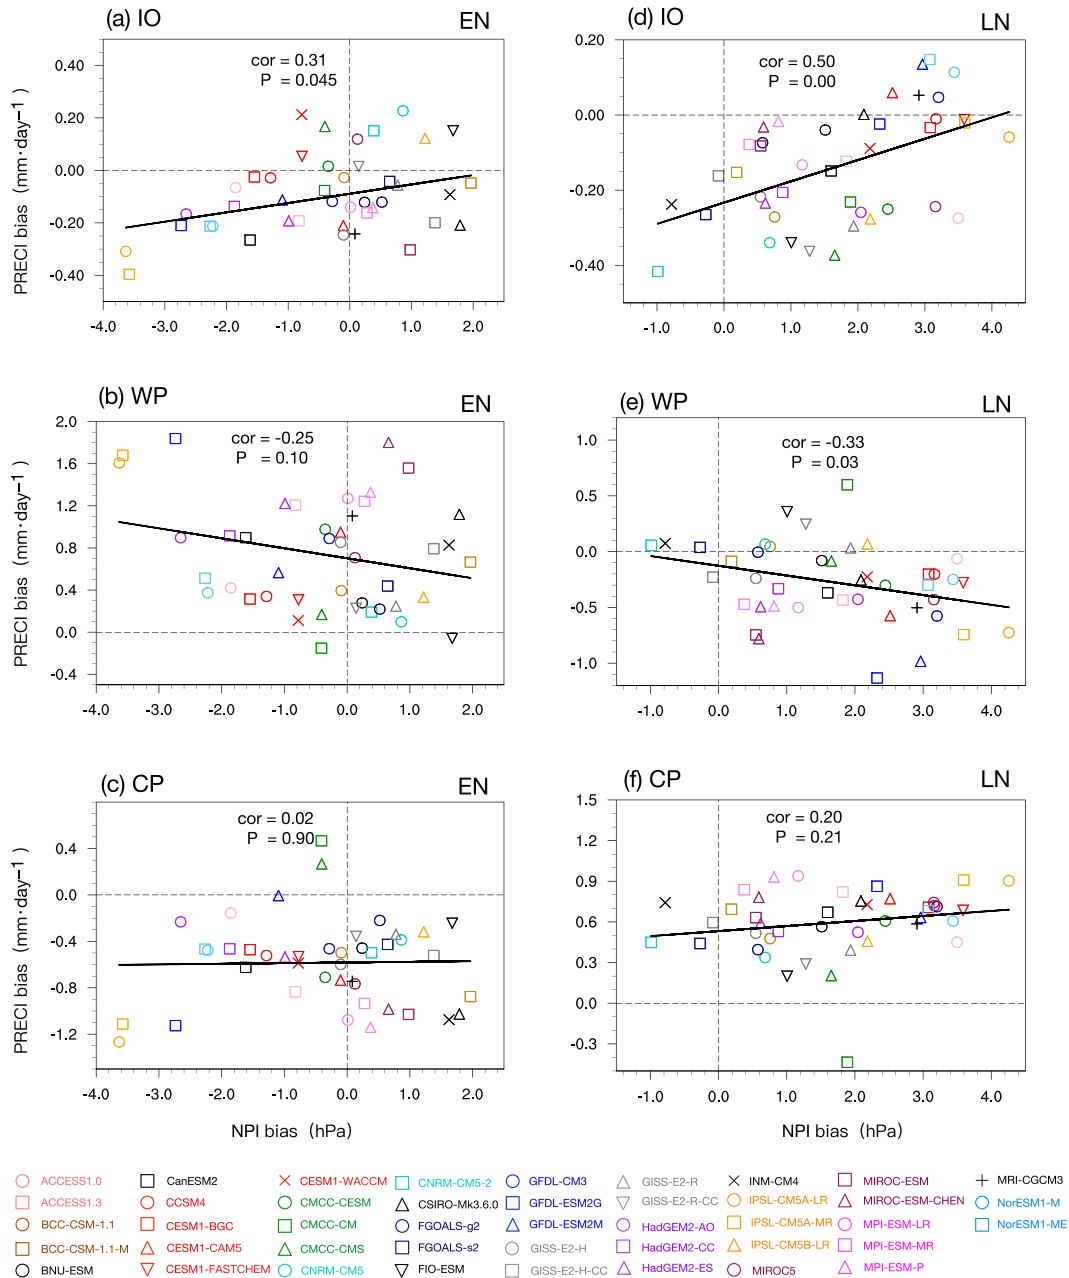 (a) IO EN
cor = 0.31
P = 0.045
PRECI bias (mm·day−1)
0.40
0.20
0.00
-0.20
-0.40
-4.0 -3.0 -2.0 -1.0 0.0 1.0 2.0
(d) IO LN
cor = 0.50
P = 0.00
0.20
0.00
-0.20
-0.40
-1.0 0.0 1.0 2.0 3.0 4.0
(b) WP EN
cor = -0.25
P = 0.10
PRECI bias (mm·day−1)
2.0
1.6
1.2
0.8
0.4
0.0
-0.4
-4.0 -3.0 -2.0 -1.0 0.0 1.0 2.0
(e) WP LN
cor = -0.33
P = 0.03
1.0
0.5
0.0
-0.5
-1.0
-1.0 0.0 1.0 2.0 3.0 4.0
(c) CP EN
cor = 0.02
P = 0.90
PRECI bias (mm·day−1)
0.4
0.0
-0.4
-0.8
-1.2
-4.0 -3.0 -2.0 -1.0 0.0 1.0 2.0
NPI bias (hPa)
(f) CP LN
cor = 0.20
P = 0.21
1.5
1.2
0.9
0.6
0.3
0.0
-0.3
-1.0 0.0 1.0 2.0 3.0 4.0
NPI bias (hPa)
ACCESS1.0
ACCESS1.3
BCC-CSM-1.1
BCC-CSM-1.1-M
BNU-ESM
CanESM2
CCSM4
CESM1-BGC
CESM1-CAM5
CESM1-FASTCHEM
CESM1-WACCM
CMCC-CESM
CMCC-CM
CMCC-CMS
CNRM-CM5
CNRM-CM5-2
CSIRO-Mk3.6.0
FGOALS-g2
FGOALS-s2
FIO-ESM
GFDL-CM3
GFDL-ESM2G
GFDL-ESM2M
GISS-E2-H
GISS-E2-H-CC
GISS-E2-R
GISS-E2-R-CC
HadGEM2-AO
HadGEM2-CC
HadGEM2-ES
INM-CM4
IPSL-CM5A-LR
IPSL-CM5A-MR
IPSL-CM5B-LR
MIROC5
MIROC-ESM
MIROC-ESM-CHEN
MPI-ESM-LR
MPI-ESM-MR
MPI-ESM-P
MRI-CGCM3
NorESM1-M
NorESM1-ME